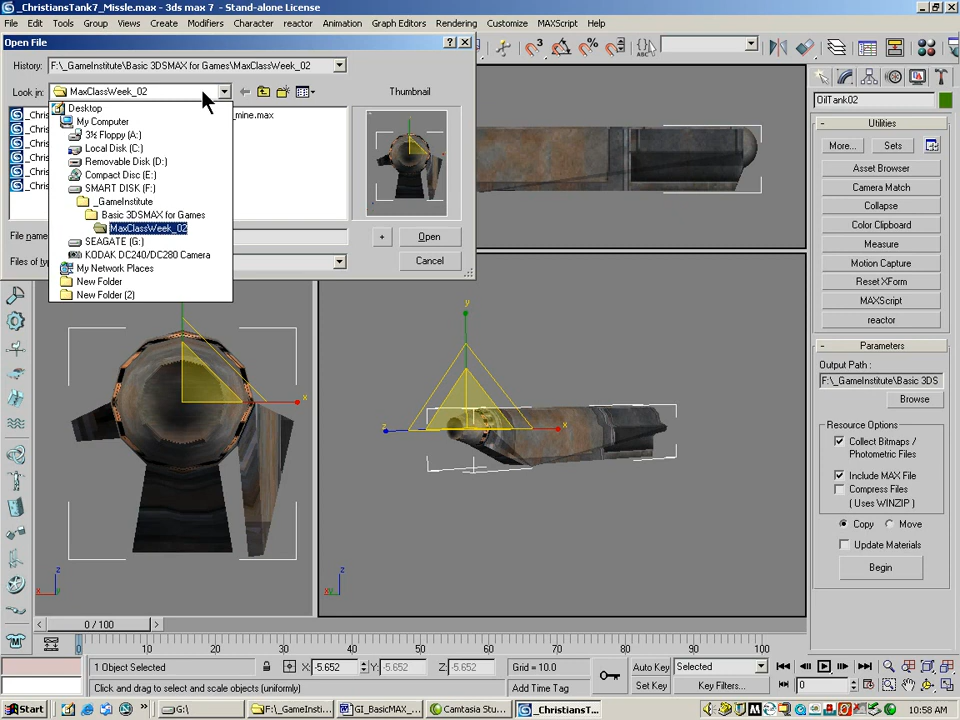 _ChristiansTank7_Missle.max - 3ds max 7 - Stand-alone License
File Edit Tools Group Views Create Modifiers Character reactor Animation Graph Editors Rendering Customize MAXScript Help
Open File
History: F:\_GameInstitute\Basic 3DSMAX for Games\MaxClassWeek_02
Look in: MaxClassWeek_02
Thumbnail
Desktop
My Computer
3½ Floppy (A:)
Local Disk (C:)
Removable Disk (D:)
Compact Disc (E:)
SMART DISK (F:)
_GameInstitute
Basic 3DSMAX for Games
MaxClassWeek_02
SEAGATE (G:)
KODAK DC240/DC280 Camera
My Network Places
New Folder
New Folder (2)
_Chris
_mine.max
_Chris
_Chris
_Chris
_Chris
_Chris
File name
Open
Files of ty
Cancel
OilTank02
Utilities
More... Sets
Asset Browser
Camera Match
Collapse
Color Clipboard
Measure
Motion Capture
Reset XForm
MAXScript
reactor
Parameters
Output Path:
F:\_GameInstitute\Basic 3DS
Browse
Resource Options
Collect Bitmaps /
Photometric Files
Include MAX File
Compress Files
( Uses WINZIP )
Copy Move
Update Materials
Begin
x
z
x
y
y
z
x
z
x
y
0 / 100
0 10 20 30 40 50 60 70 80 90 100
1 Object Selected X: -5.652 Y: -5.652 Z: -5.652 Grid = 10.0 Auto Key Selected
Click and drag to select and scale objects (uniformly) Add Time Tag Set Key Key Filters... 0
Start G:\ F:\_GameInsti... GI_BasicMAX_... Camtasia Stu... _ChristiansT... 10:58 AM